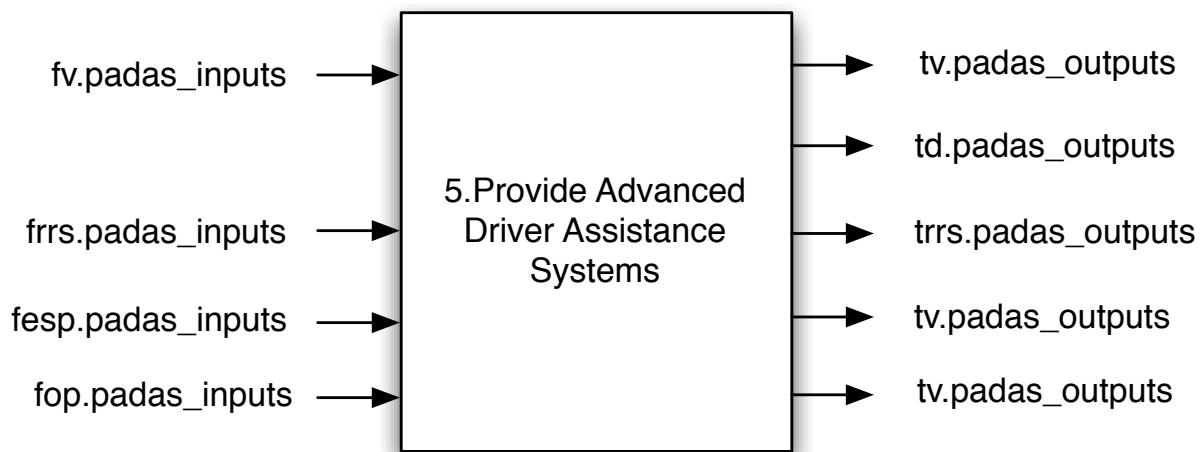 fv.padas_inputs
frrs.padas_inputs
fesp.padas_inputs
fop.padas_inputs
5.Provide Advanced
Driver Assistance
Systems
tv.padas_outputs
td.padas_outputs
trrs.padas_outputs
tv.padas_outputs
tv.padas_outputs